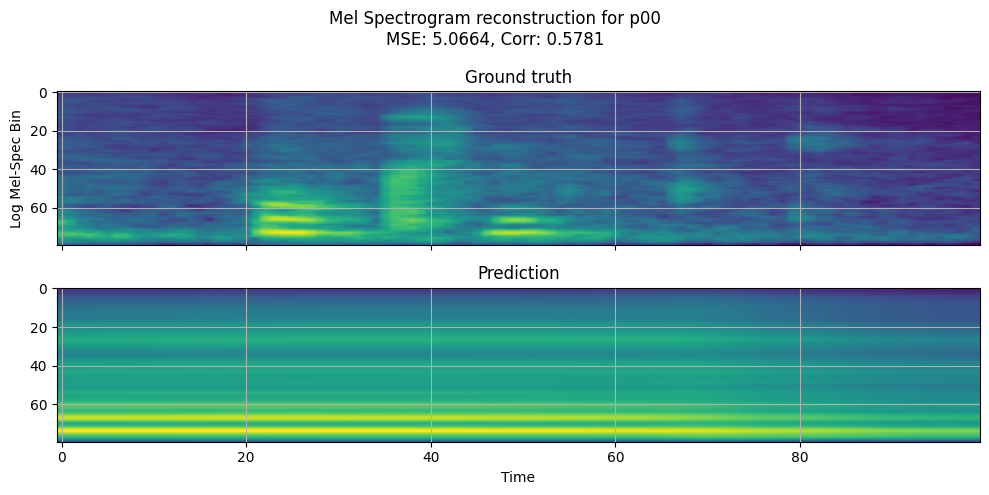 Mel Spectrogram reconstruction for p00
MSE: 5.0664, Corr: 0.5781
Ground truth
0
20
40
60
Log Mel-Spec Bin
Prediction
0
20
40
60
0 20 40 60 80
Time